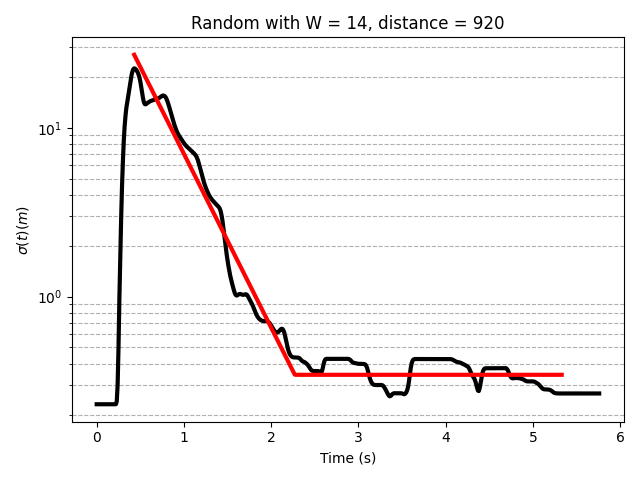 Random with W = 14, distance = 920
10¹
10⁰
σ(t)(m)
0 1 2 3 4 5 6
Time (s)